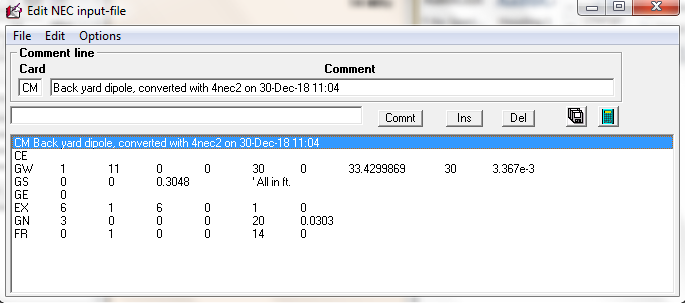 Edit NEC input-file
File Edit Options
Comment line
Card Comment
CM Back yard dipole, converted with 4nec2 on 30-Dec-18 11:04
Comnt Ins Del
CM Back yard dipole, converted with 4nec2 on 30-Dec-18 11:04
CE
GW 1 11 0 0 30 0 33.4299869 30 3.367e-3
GS 0 0 0.3048 ' All in ft.
GE 0
EX 6 1 6 0 1 0
GN 3 0 0 0 20 0.0303
FR 0 1 0 0 14 0